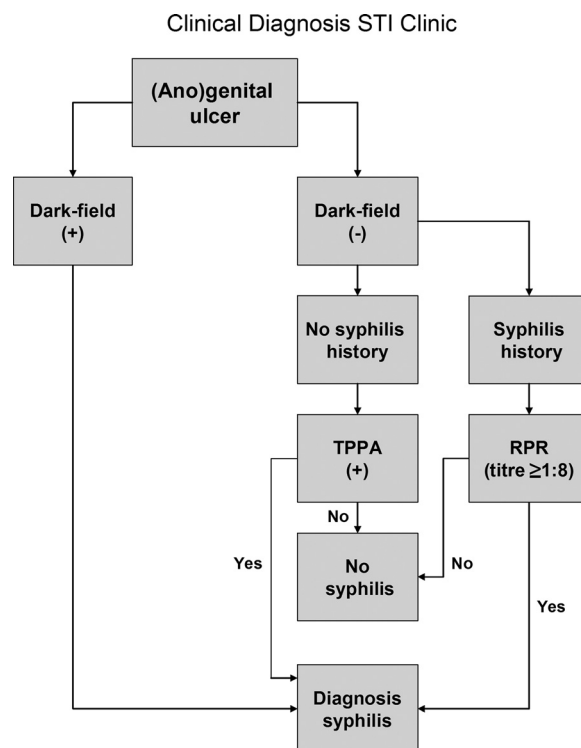 Clinical Diagnosis STI Clinic
(Ano)genital
ulcer
Dark-field
(+)
Dark-field
(-)
No syphilis
history
Syphilis
history
TPPA
(+)
RPR
(titre ≥1:8)
No
Yes
No
syphilis
No
Yes
Diagnosis
syphilis